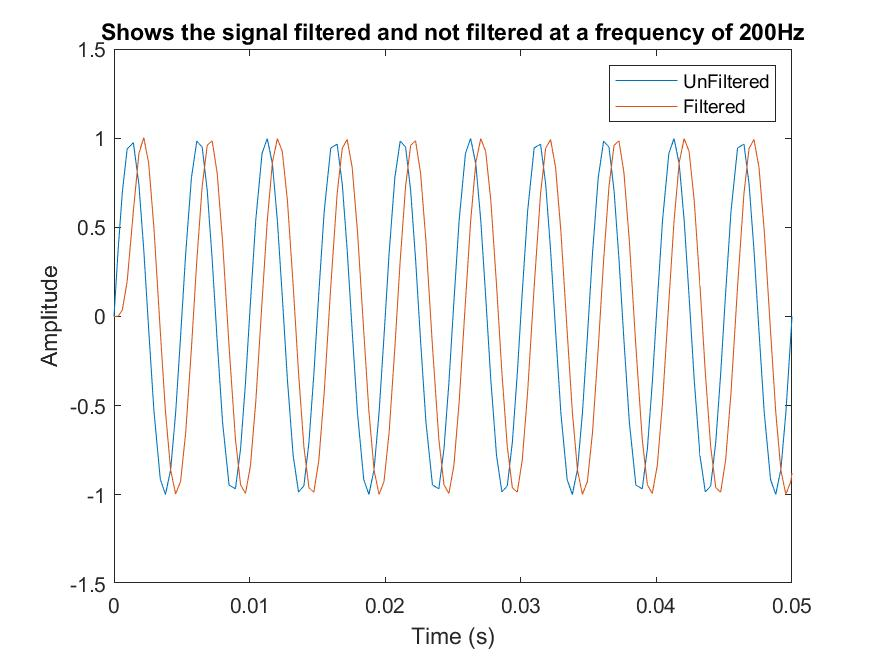 Shows the signal filtered and not filtered at a frequency of 200Hz
1.5
UnFiltered
Filtered
1
0.5
0
-0.5
-1
-1.5
Amplitude
0
0.01
0.02
0.03
0.04
0.05
Time (s)